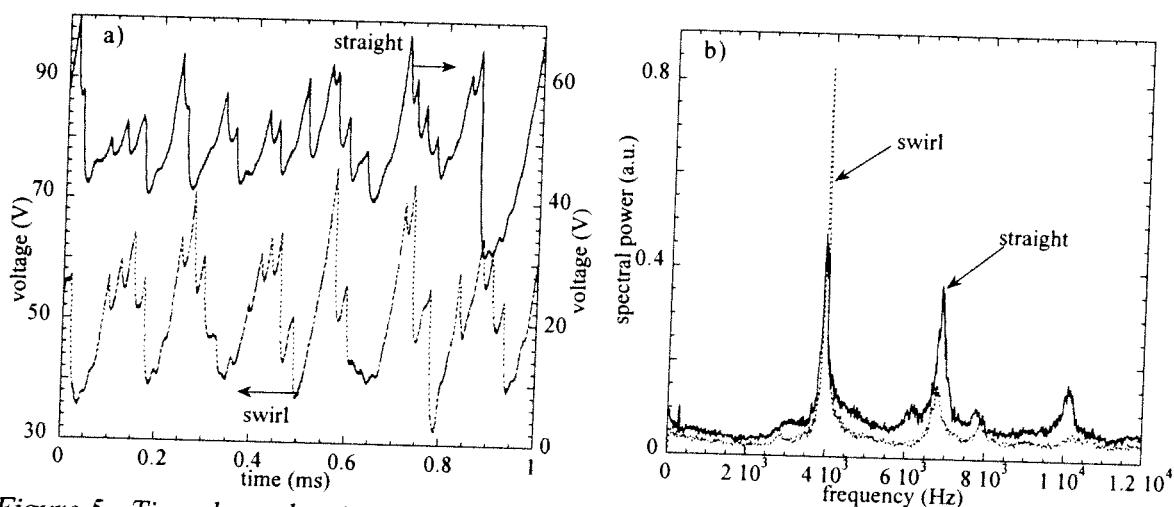 a)
straight
90
70
50
30
voltage (V)
60
40
20
0
voltage (V)
swirl
0
0.2
0.4
0.6
0.8
1
time (ms)
b)
0.8
0.4
0
spectral power (a.u.)
swirl
straight
0
2 10³
4 10³
6 10³
8 10³
1 10⁴
1.2 10⁴
frequency (Hz)